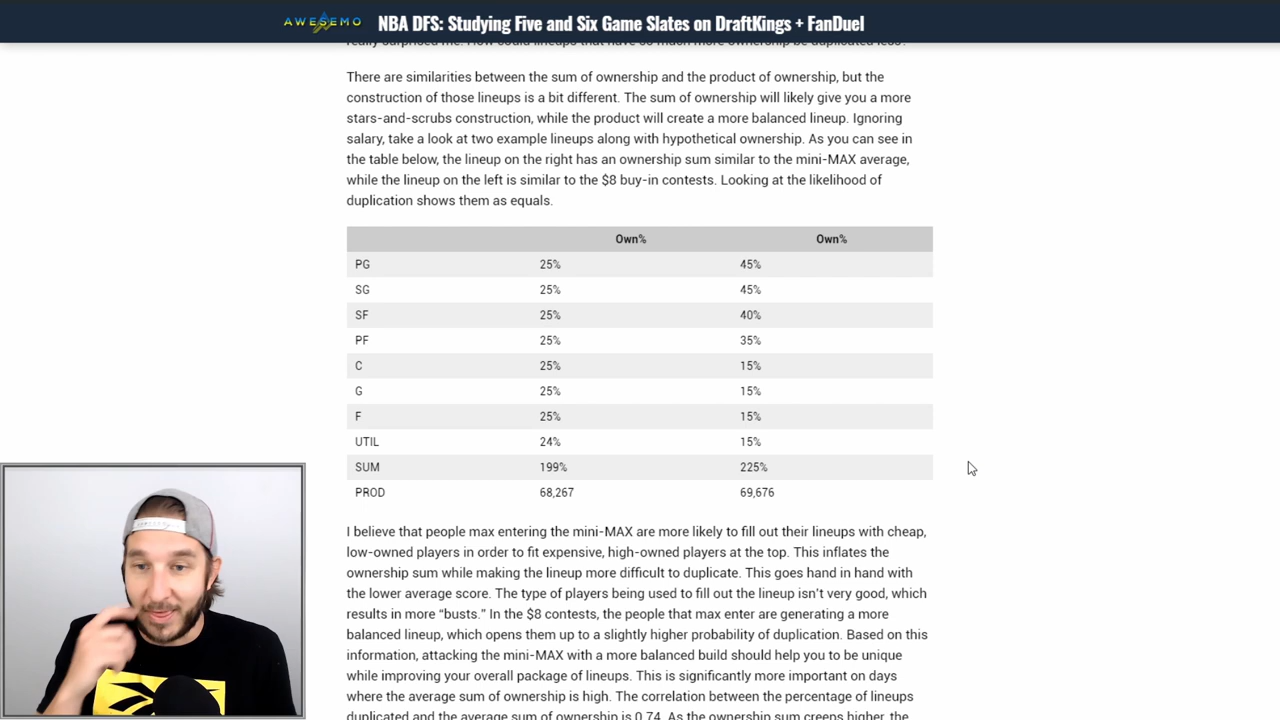 AWESEMO NBA DFS: Studying Five and Six Game Slates on DraftKings + FanDuel
really surprised me. How could lineups that have so much more ownership be duplicated less?
There are similarities between the sum of ownership and the product of ownership, but the
construction of those lineups is a bit different. The sum of ownership will likely give you a more
stars-and-scrubs construction, while the product will create a more balanced lineup. Ignoring
salary, take a look at two example lineups along with hypothetical ownership. As you can see in
the table below, the lineup on the right has an ownership sum similar to the mini-MAX average,
while the lineup on the left is similar to the $8 buy-in contests. Looking at the likelihood of
duplication shows them as equals.
Own% Own%
PG 25% 45%
SG 25% 45%
SF 25% 40%
PF 25% 35%
C 25% 15%
G 25% 15%
F 25% 15%
UTIL 24% 15%
SUM 199% 225%
PROD 68,267 69,676
I believe that people max entering the mini-MAX are more likely to fill out their lineups with cheap,
low-owned players in order to fit expensive, high-owned players at the top. This inflates the
ownership sum while making the lineup more difficult to duplicate. This goes hand in hand with
the lower average score. The type of players being used to fill out the lineup isn't very good, which
results in more “busts.” In the $8 contests, the people that max enter are generating a more
balanced lineup, which opens them up to a slightly higher probability of duplication. Based on this
information, attacking the mini-MAX with a more balanced build should help you to be unique
while improving your overall package of lineups. This is significantly more important on days
where the average sum of ownership is high. The correlation between the percentage of lineups
duplicated and the average sum of ownership is 0.74. As the ownership sum creeps higher, the